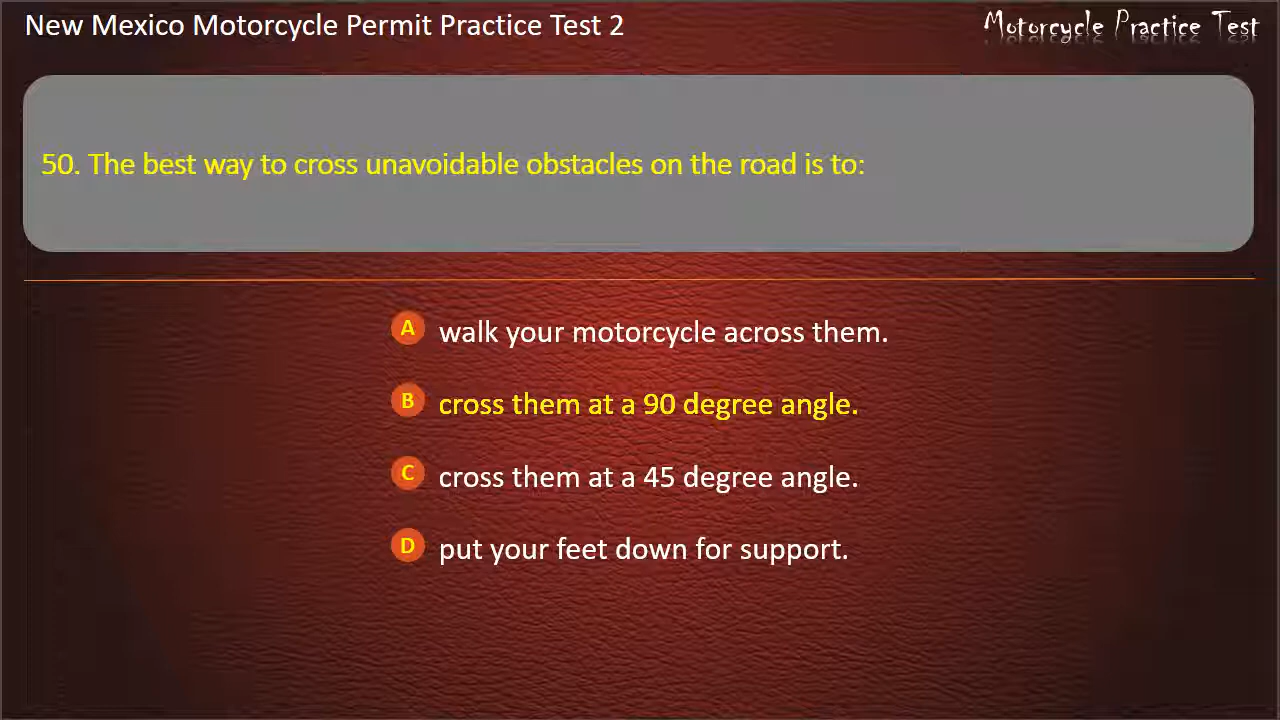 New Mexico Motorcycle Permit Practice Test 2
Motorcycle Practice Test
50. The best way to cross unavoidable obstacles on the road is to:
A walk your motorcycle across them.
B cross them at a 90 degree angle.
C cross them at a 45 degree angle.
D put your feet down for support.